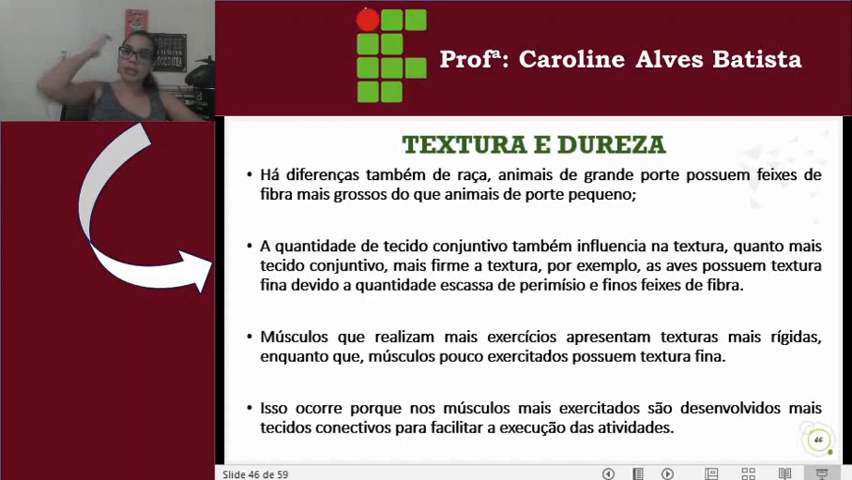 Profª: Caroline Alves Batista
TEXTURA E DUREZA
• Há diferenças também de raça, animais de grande porte possuem feixes de
fibra mais grossos do que animais de porte pequeno;
• A quantidade de tecido conjuntivo também influencia na textura, quanto mais
tecido conjuntivo, mais firme a textura, por exemplo, as aves possuem textura
fina devido a quantidade escassa de perimísio e finos feixes de fibra.
• Músculos que realizam mais exercícios apresentam texturas mais rígidas,
enquanto que, músculos pouco exercitados possuem textura fina.
• Isso ocorre porque nos músculos mais exercitados são desenvolvidos mais
tecidos conectivos para facilitar a execução das atividades.
46
Slide 46 de 59